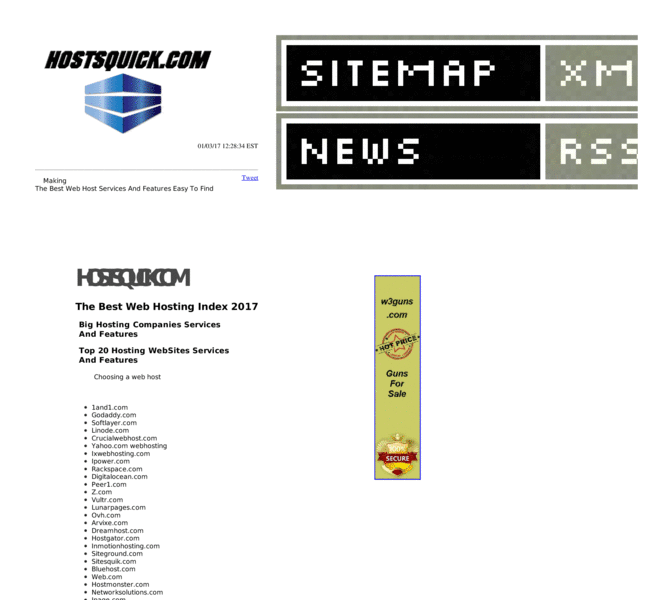 HOSTSQUICK.COM
SITEMAP XM
01/03/17 12:28:34 EST
NEWS RSS
Tweet
Making
The Best Web Host Services And Features Easy To Find
HOSTSQUICK.COM
The Best Web Hosting Index 2017
Big Hosting Companies Services
And Features
Top 20 Hosting WebSites Services
And Features
Choosing a web host
1and1.com
Godaddy.com
Softlayer.com
Linode.com
Crucialwebhost.com
Yahoo.com webhosting
Ixwebhosting.com
Ipower.com
Rackspace.com
Digitalocean.com
Peer1.com
Z.com
Vultr.com
Lunarpages.com
Ovh.com
Arvixe.com
Dreamhost.com
Hostgator.com
Inmotionhosting.com
Siteground.com
Sitesquik.com
Bluehost.com
Web.com
Hostmonster.com
Networksolutions.com
Ipage.com
w3guns
.com
HOT PRICE
Guns
For
Sale
100%
SECURE